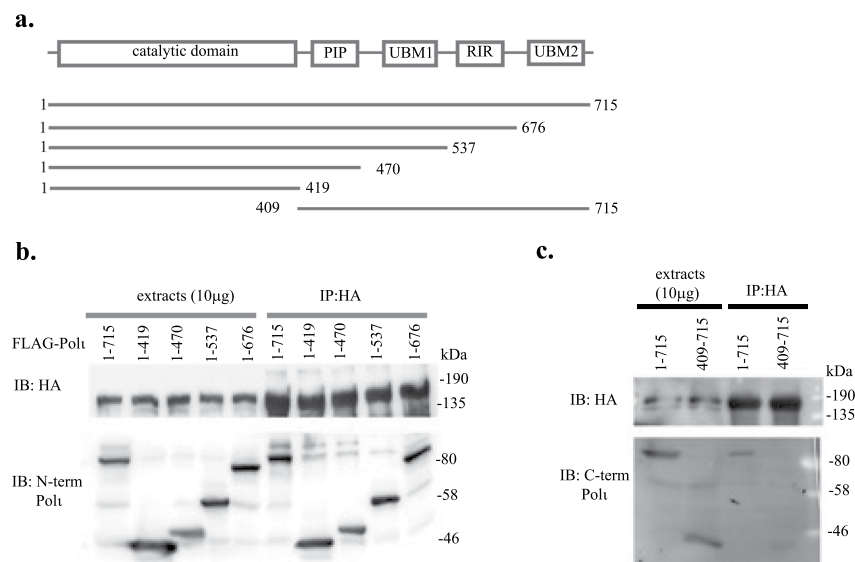 a.
catalytic domain PIP UBM1 RIR UBM2
1 715
1 676
1 537
1 470
1 419
409 715
b.
extracts (10μg) IP:HA
FLAG-Polι 1-715 1-419 1-470 1-537 1-676 1-715 1-419 1-470 1-537 1-676 kDa
IB: HA -190
-135
IB: N-term Polι -80
-58
-46
c.
extracts (10μg) IP:HA
1-715 409-715 1-715 409-715 kDa
IB: HA -190
-135
IB: C-term Polι -80
-58
-46